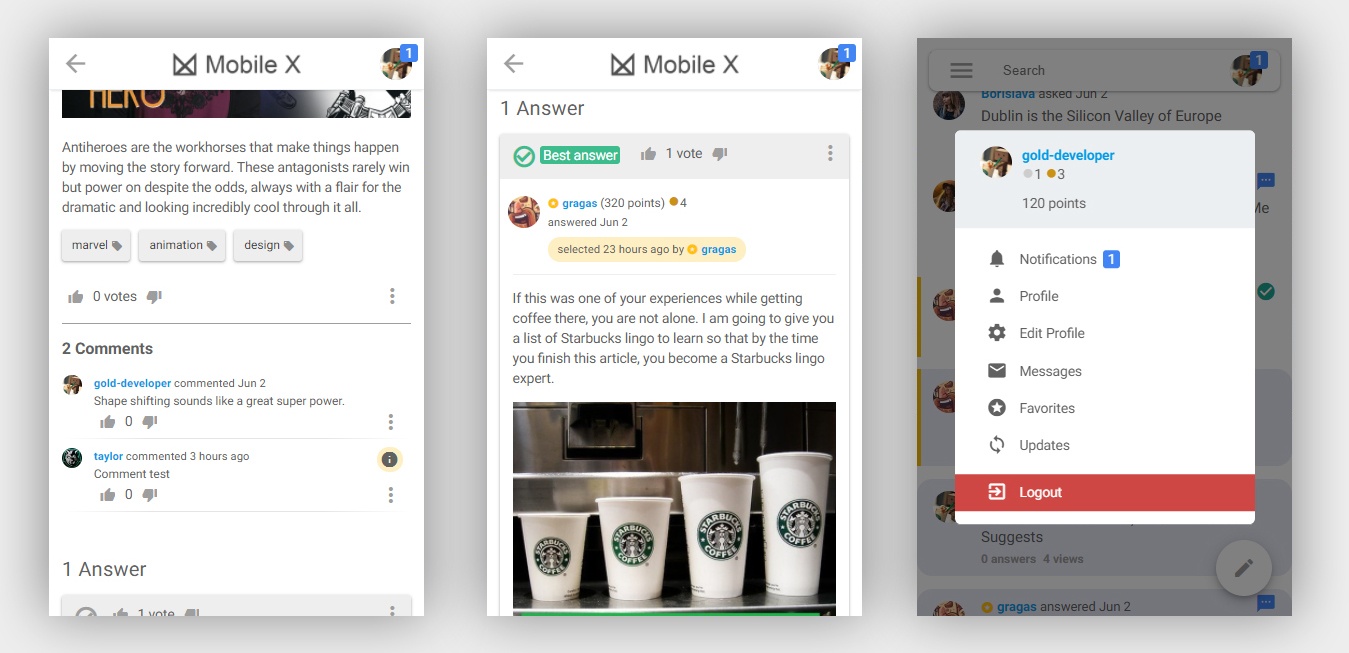 Mobile X
1
HERO
Antiheroes are the workhorses that make things happen
by moving the story forward. These antagonists rarely win
but power on despite the odds, always with a flair for the
dramatic and looking incredibly cool through it all.
marvel
animation
design
0 votes
2 Comments
gold-developer commented Jun 2
Shape shifting sounds like a great super power.
0
taylor commented 3 hours ago
Comment test
0
1 Answer
1 vote
Mobile X
1
1 Answer
Best answer
1 vote
gragas (320 points) 4
answered Jun 2
selected 23 hours ago by gragas
If this was one of your experiences while getting
coffee there, you are not alone. I am going to give you
a list of Starbucks lingo to learn so that by the time
you finish this article, you become a Starbucks lingo
expert.
STARBUCKS
COFFEE
STARBUCKS
COFFEE
STARBUCKS
COFFEE
STARBUCKS
COFFEE
Search
1
Borislava asked Jun 2
Dublin is the Silicon Valley of Europe
gold-developer
1 3
120 points
Me
Notifications 1
Profile
Edit Profile
Messages
Favorites
Updates
Logout
Suggests
0 answers 4 views
gragas answered Jun 2